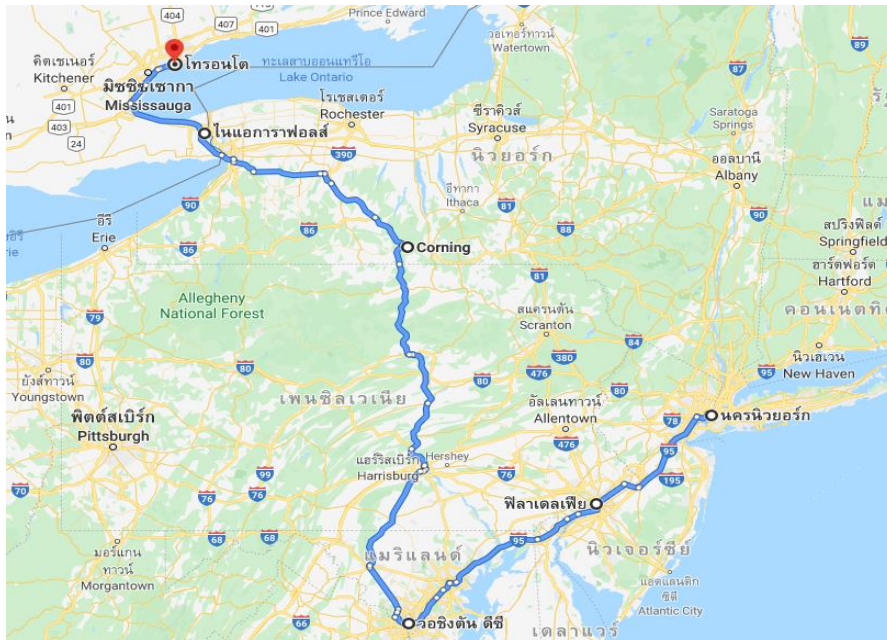 404
Prince Edward
401
407
401
89
คิตเชเนอร์
Kitchener
โทรอนโต
ทะเลสาบออนแทรีโอ
Lake Ontario
วอเทอร์ทาวน์
Watertown
87
มิซซิซเซากา
Mississauga
401
403
24
โรเชสเตอร์
Rochester
ไนแอการาฟอลส์
390
ซีราคิวส์
Syracuse
Saratoga
Springs
นิวยอร์ก
ออลบานี
Albany
90
อีทากา
Ithaca
81
อีรี
Erie
86
86
Corning
88
90
81
สปริงฟิลด์
Springfield
ฮาร์ตฟอร์ด
Hartford
Allegheny
National Forest
79
สแครนตัน
Scranton
84
คอนเนตทิ
80
80
380
476
95
นิวเฮเวน
New Haven
ยังส์ทาวน์
Youngstown
80
80
เพนซิลเวเนีย
อัลเลนทาวน์
Allentown
78
นครนิวยอร์ก
พิตต์สเบิร์ก
Pittsburgh
476
95
แฮร์ริสเบิร์ก
Harrisburg
Hershey
99
76
195
70
76
76
ฟิลาเดลเฟีย
68
68
95
มอร์แกน
ทาวน์
Morgantown
แมริแลนด์
นิวเจอร์ซีย์
แอตแลนติก
ซิตี
Atlantic City
66
วอชิงตัน ดีซี
เดลาแวร์